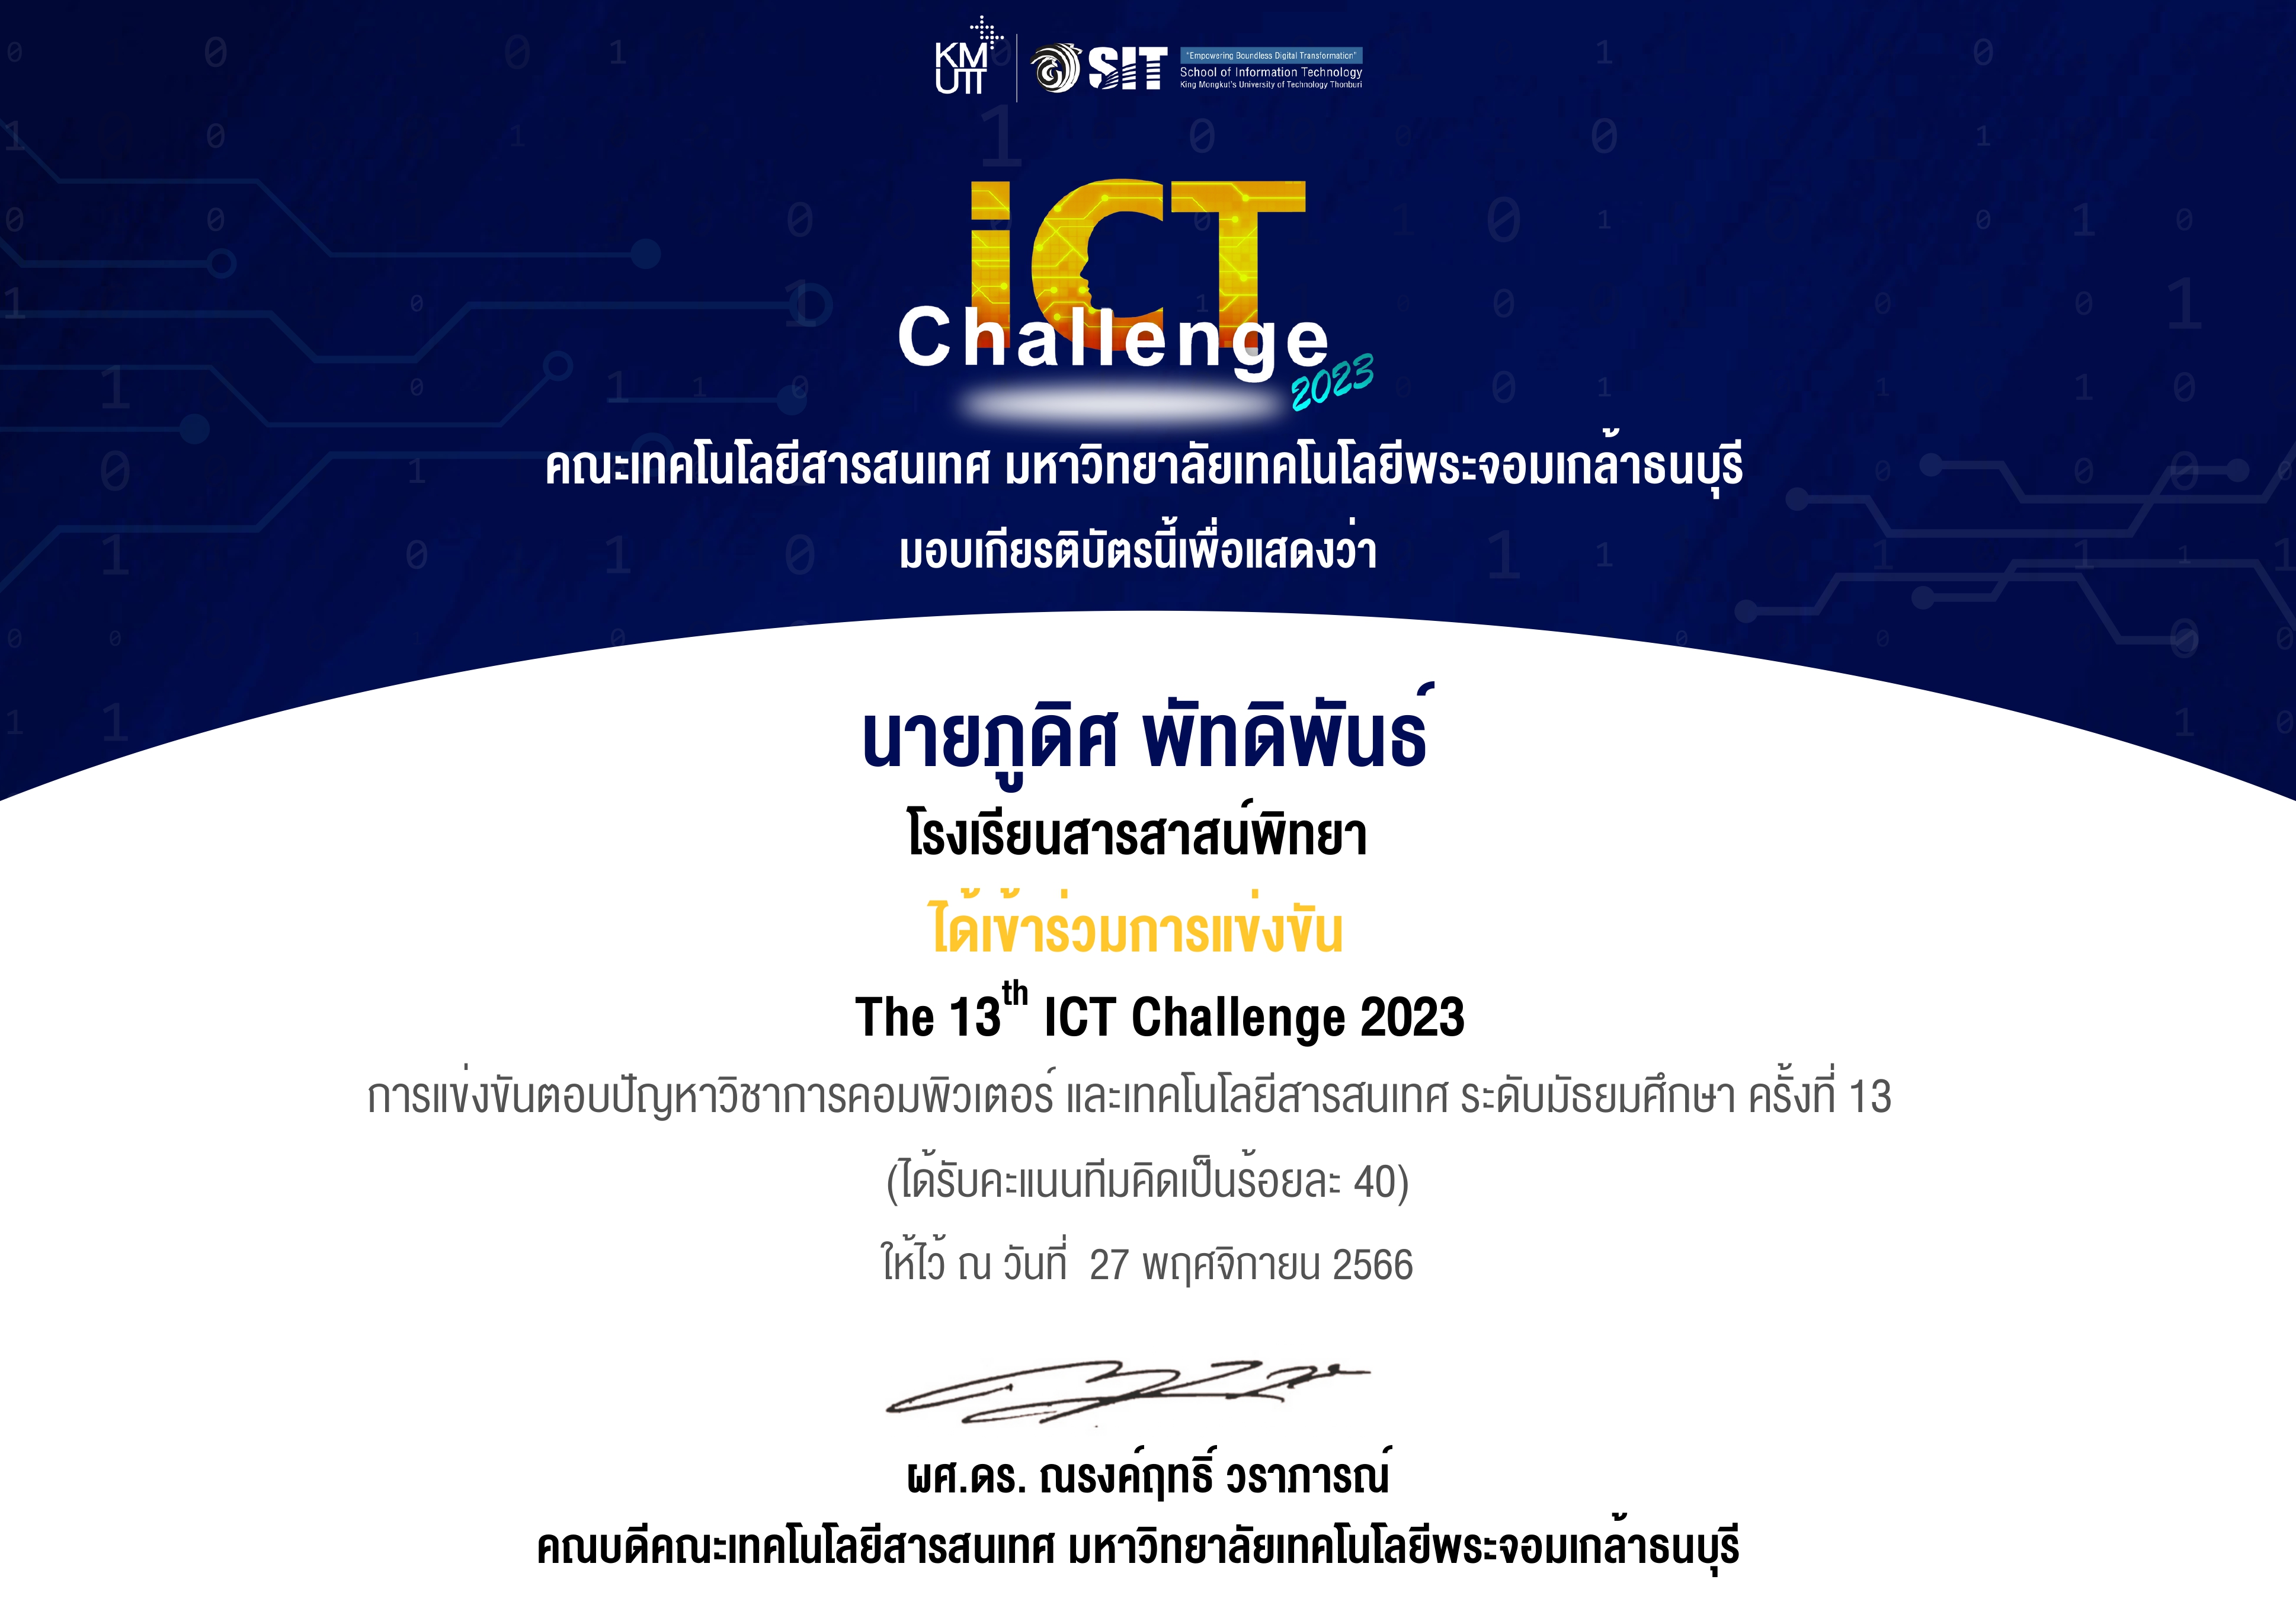 KM
UTT
SIT
"Empowering Boundless Digital Transformation"
School of Information Technology
King Mongkut's University of Technology Thonburi
iCT
Challenge
2023
คณะเทคโนโลยีสารสนเทศ มหาวิทยาลัยเทคโนโลยีพระจอมเกล้าธนบุรี
มอบเกียรติบัตรนี้เพื่อแสดงว่า
นายภูดิศ พัทดิพันธ์
โรงเรียนสารสาสน์พิทยา
ได้เข้าร่วมการแข่งขัน
The 13th ICT Challenge 2023
การแข่งขันตอบปัญหาวิชาการคอมพิวเตอร์ และเทคโนโลยีสารสนเทศ ระดับมัธยมศึกษา ครั้งที่ 13
(ได้รับคะแนนทีมคิดเป็นร้อยละ 40)
ให้ไว้ ณ วันที่ 27 พฤศจิกายน 2566
ผศ.ดร. ณรงค์ฤทธิ์ วราภารณ์
คณบดีคณะเทคโนโลยีสารสนเทศ มหาวิทยาลัยเทคโนโลยีพระจอมเกล้าธนบุรี